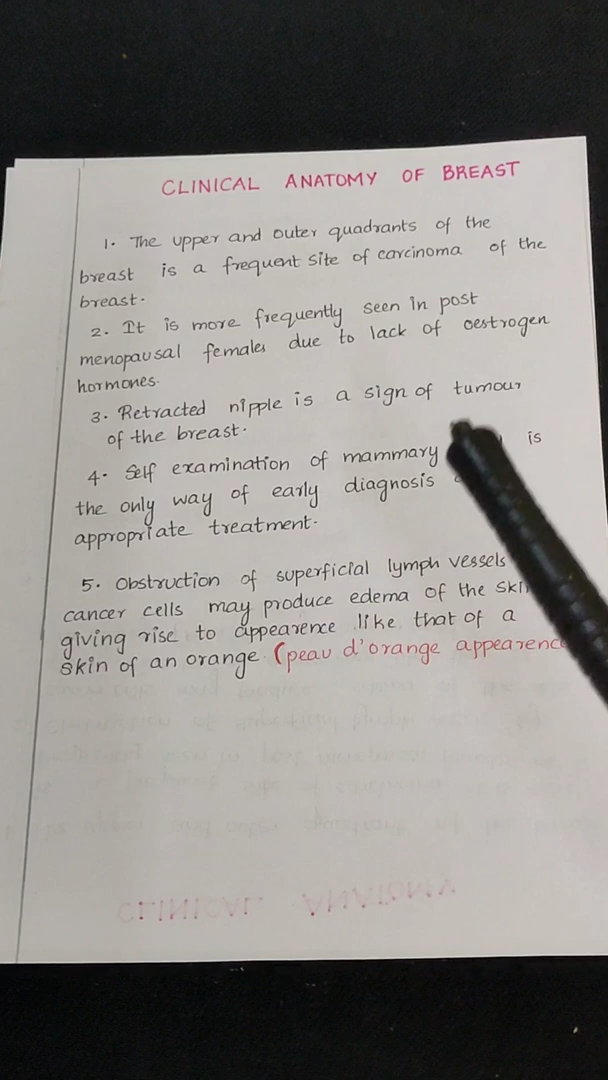 CLINICAL ANATOMY OF BREAST
1. The upper and outer quadrants of the
breast is a frequent site of carcinoma of the
breast.
2. It is more frequently seen in post
menopausal females due to lack of oestrogen
hormones.
3. Retracted nipple is a sign of tumour
of the breast.
4. Self examination of mammary is
the only way of early diagnosis
appropriate treatment.
5. Obstruction of superficial lymph vessels
cancer cells may produce edema of the
giving rise to appearence like that of a
skin of an orange. (peau d'orange appearence
CLINICAL ANATOMY